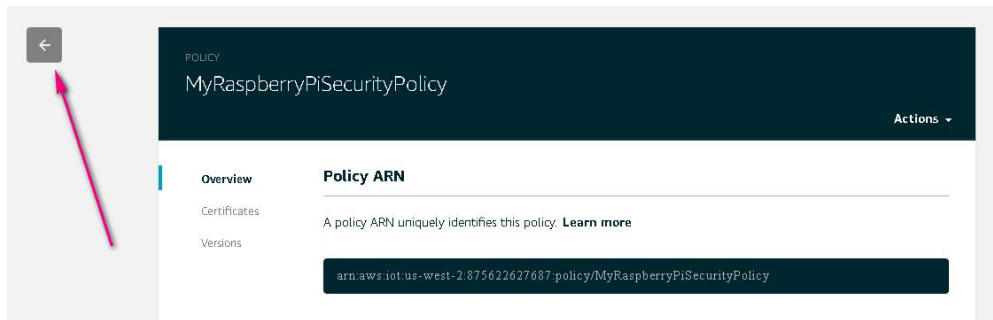 POLICY
MyRaspberryPiSecurityPolicy
Actions
Overview
Certificates
Versions
Policy ARN
A policy ARN uniquely identifies this policy. Learn more
arn:aws:iot:us-west-2:875622627687:policy/MyRaspberryPiSecurityPolicy